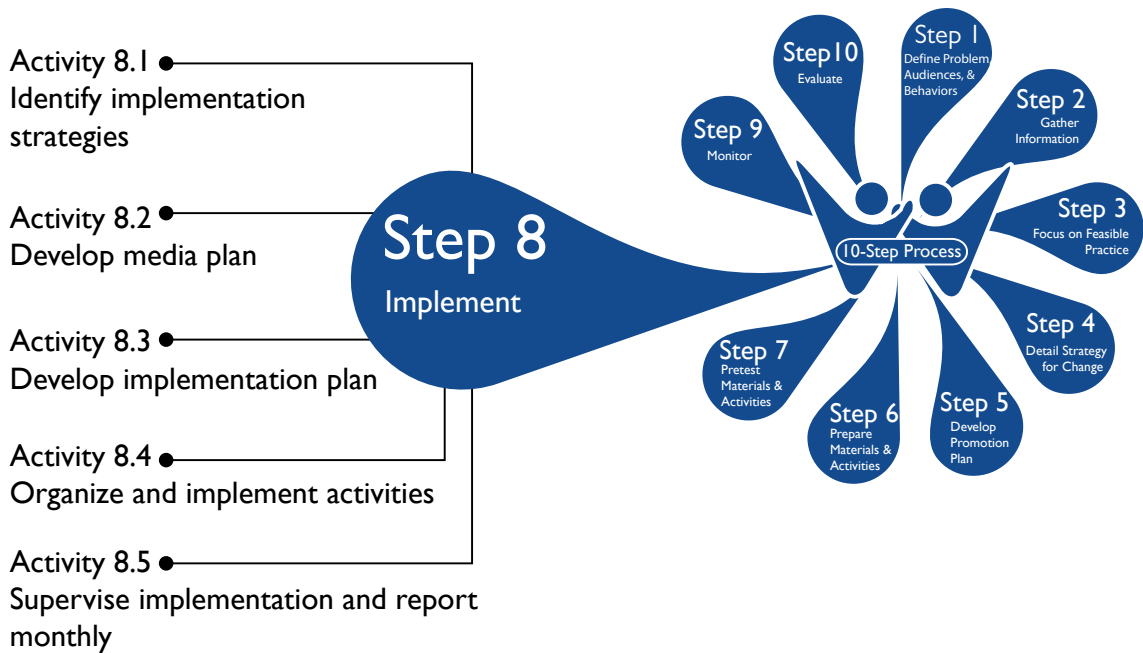 Activity 8.1
Identify implementation
strategies
Activity 8.2
Develop media plan
Activity 8.3
Develop implementation plan
Activity 8.4
Organize and implement activities
Activity 8.5
Supervise implementation and report
monthly
Step 8
Implement
10-Step Process
Step 1
Define Problem,
Audiences, &
Behaviors
Step 2
Gather
Information
Step 3
Focus on Feasible
Practice
Step 4
Detail Strategy
for Change
Step 5
Develop
Promotion
Plan
Step 6
Prepare
Materials &
Activities
Step 7
Pretest
Materials &
Activities
Step 9
Monitor
Step10
Evaluate